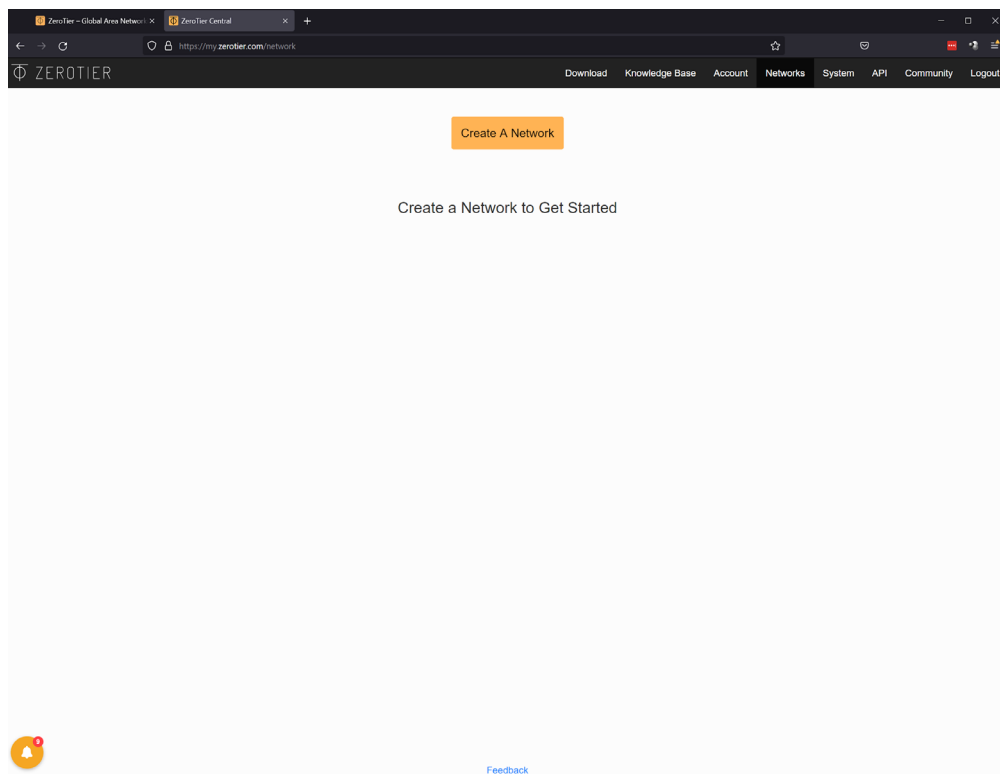 ZeroTier – Global Area Network
ZeroTier Central
https://my.zerotier.com/network
ZEROTIER
Download Knowledge Base Account Networks System API Community Logout
Create A Network
Create a Network to Get Started
9
Feedback